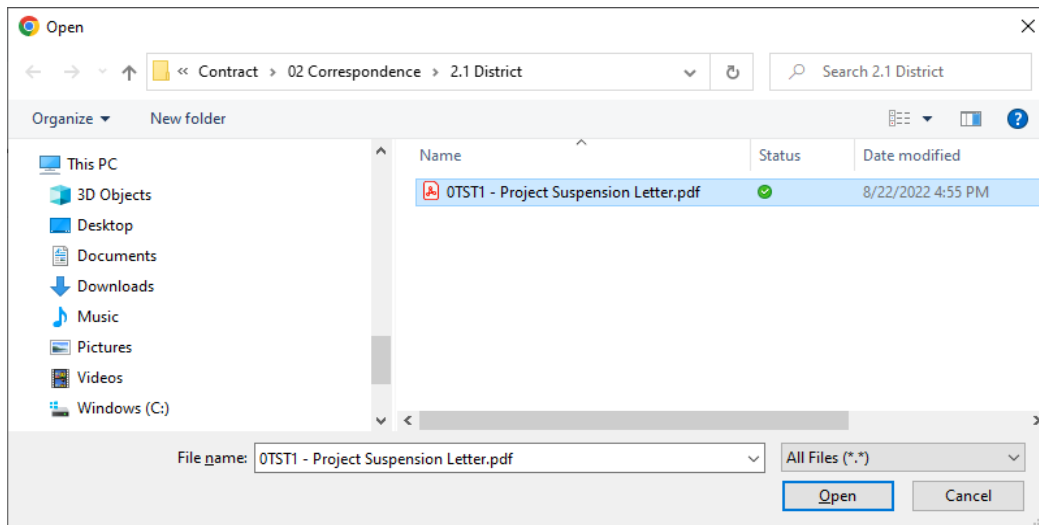 Open
« Contract > 02 Correspondence > 2.1 District
Search 2.1 District
Organize
New folder
This PC
3D Objects
Desktop
Documents
Downloads
Music
Pictures
Videos
Windows (C:)
Name Status Date modified
0TST1 - Project Suspension Letter.pdf 8/22/2022 4:55 PM
File name: 0TST1 - Project Suspension Letter.pdf
All Files (*.*)
Open Cancel